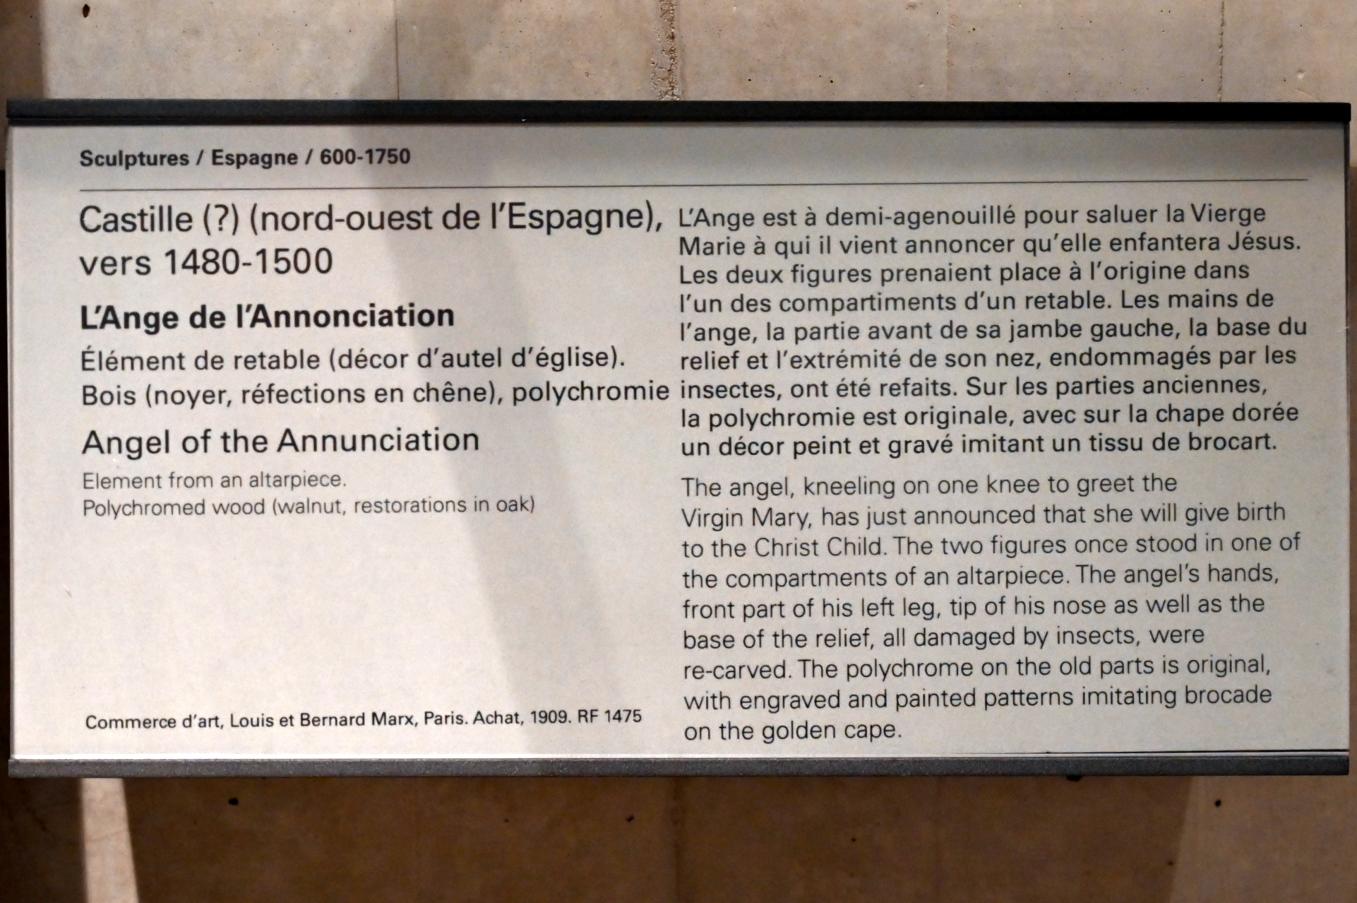 Sculptures / Espagne / 600-1750
Castille (?) (nord-ouest de l'Espagne),
vers 1480-1500
L'Ange de l'Annonciation
Élément de retable (décor d'autel d'église).
Bois (noyer, réfections en chêne), polychromie
Angel of the Annunciation
Element from an altarpiece.
Polychromed wood (walnut, restorations in oak)
Commerce d'art, Louis et Bernard Marx, Paris. Achat, 1909. RF 1475
L'Ange est à demi-agenouillé pour saluer la Vierge
Marie à qui il vient annoncer qu'elle enfantera Jésus.
Les deux figures prenaient place à l'origine dans
l'un des compartiments d'un retable. Les mains de
l'ange, la partie avant de sa jambe gauche, la base du
relief et l'extrémité de son nez, endommagés par les
insectes, ont été refaits. Sur les parties anciennes,
la polychromie est originale, avec sur la chape dorée
un décor peint et gravé imitant un tissu de brocart.
The angel, kneeling on one knee to greet the
Virgin Mary, has just announced that she will give birth
to the Christ Child. The two figures once stood in one of
the compartments of an altarpiece. The angel's hands,
front part of his left leg, tip of his nose as well as the
base of the relief, all damaged by insects, were
re-carved. The polychrome on the old parts is original,
with engraved and painted patterns imitating brocade
on the golden cape.